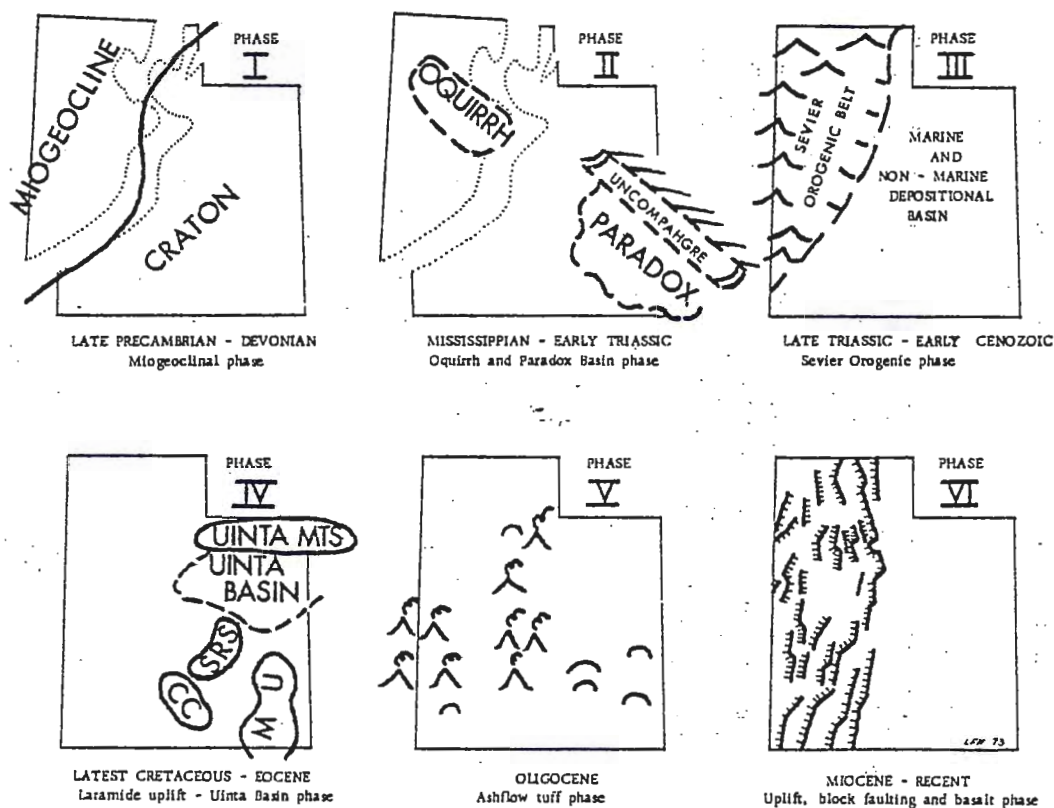 PHASE
I
MIOGEOCLINE
CRATON
LATE PRECAMBRIAN - DEVONIAN
Miogeoclinal phase
PHASE
II
OQUIRRH
UNCOMPAHGRE
PARADOX
MISSISSIPPIAN - EARLY TRIASSIC
Oquirrh and Paradox Basin phase
PHASE
III
SEVIER
OROGENIC BELT
MARINE
AND
NON - MARINE
DEPOSITIONAL
BASIN
LATE TRIASSIC - EARLY CENOZOIC
Sevier Orogenic phase
PHASE
IV
UINTA MTS
UINTA
BASIN
SRS
CC
M U
LATEST CRETACEOUS - EOCENE
Laramide uplift - Uinta Basin phase
PHASE
V
OLIGOCENE
Ashflow tuff phase
PHASE
VI
LFH 73
MIOCENE - RECENT
Uplift, block faulting and basalt phase